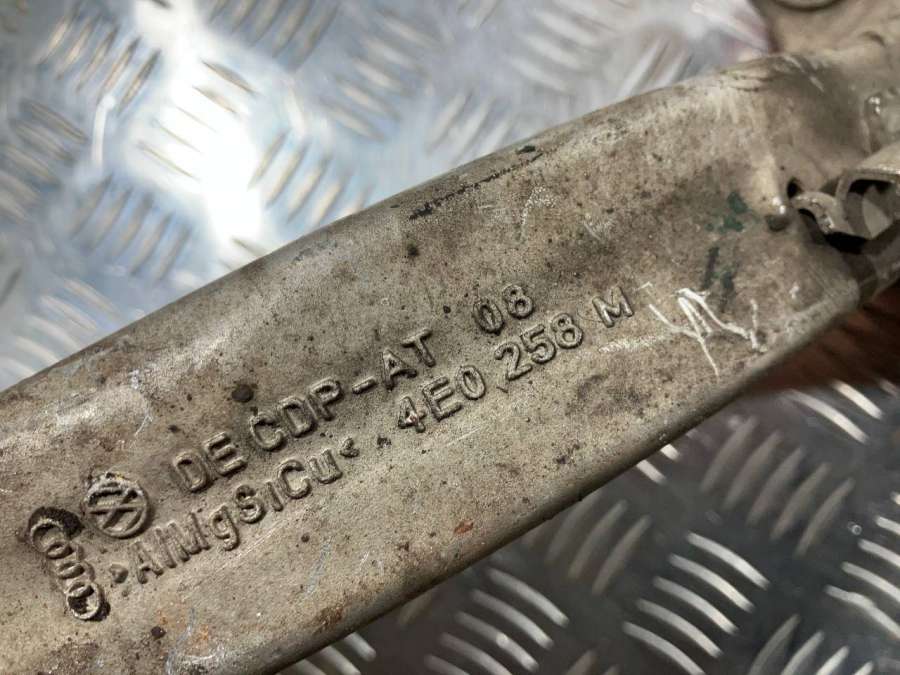 DE CDP-AT 08
>AlMgSiCu< 4E0 258 M